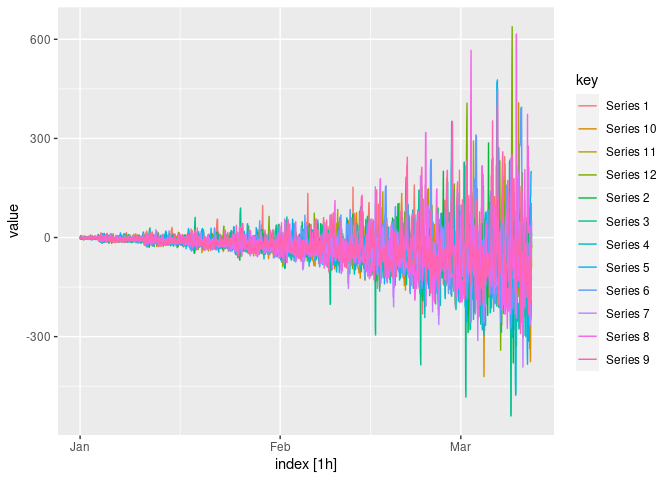 600
300
0
-300
value
Jan
Feb
Mar
index [1h]
key
Series 1
Series 10
Series 11
Series 12
Series 2
Series 3
Series 4
Series 5
Series 6
Series 7
Series 8
Series 9